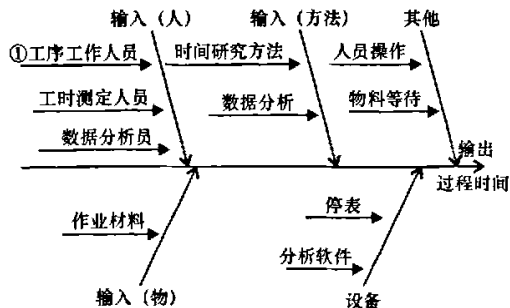 输入（人）
输入（方法）
其他
①工序工作人员
时间研究方法
人员操作
工时测定人员
数据分析
物料等待
数据分析员
输出
过程时间
作业材料
停表
分析软件
输入（物）
设备